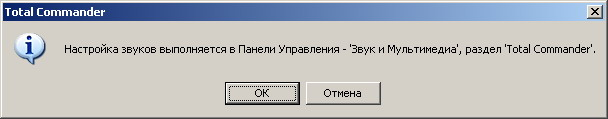 Total Commander
Настройка звуков выполняется в Панели Управления - 'Звук и Мультимедиа', раздел 'Total Commander'.
OK
Отмена